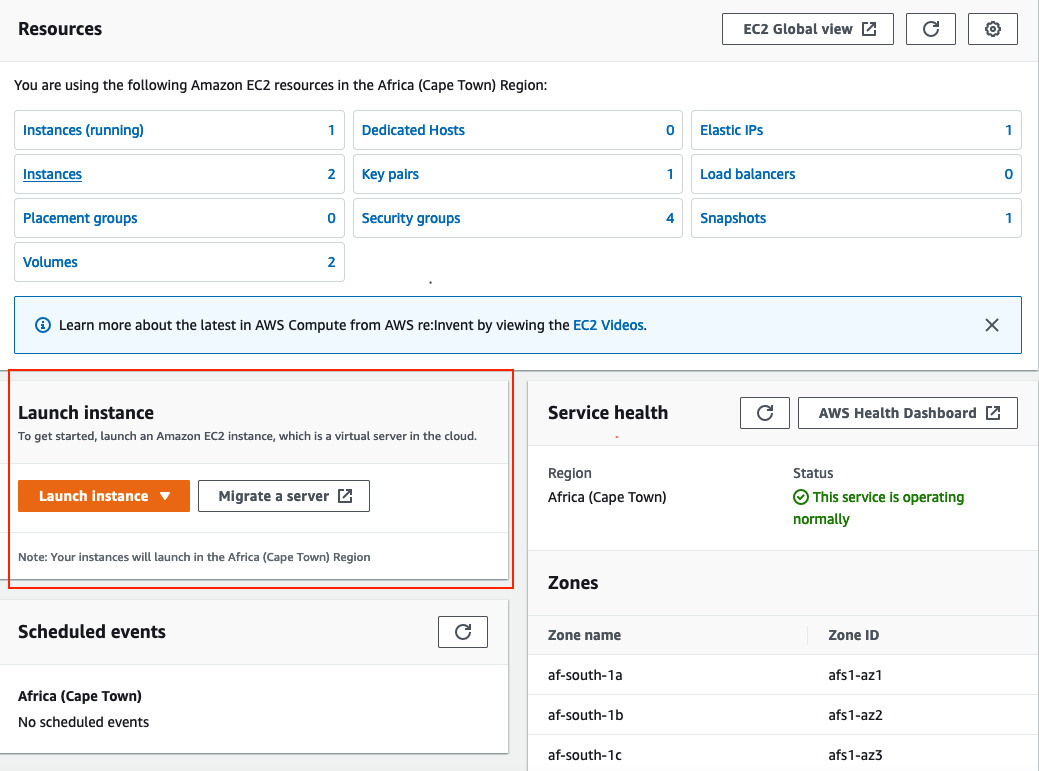 Resources
EC2 Global view
You are using the following Amazon EC2 resources in the Africa (Cape Town) Region:
Instances (running) 1
Dedicated Hosts 0
Elastic IPs 1
Instances 2
Key pairs 1
Load balancers 0
Placement groups 0
Security groups 4
Snapshots 1
Volumes 2
Learn more about the latest in AWS Compute from AWS re:Invent by viewing the EC2 Videos.
Launch instance
To get started, launch an Amazon EC2 instance, which is a virtual server in the cloud.
Launch instance
Migrate a server
Note: Your instances will launch in the Africa (Cape Town) Region
Scheduled events
Africa (Cape Town)
No scheduled events
Service health
AWS Health Dashboard
Region
Africa (Cape Town)
Status
This service is operating
normally
Zones
Zone name Zone ID
af-south-1a afs1-az1
af-south-1b afs1-az2
af-south-1c afs1-az3